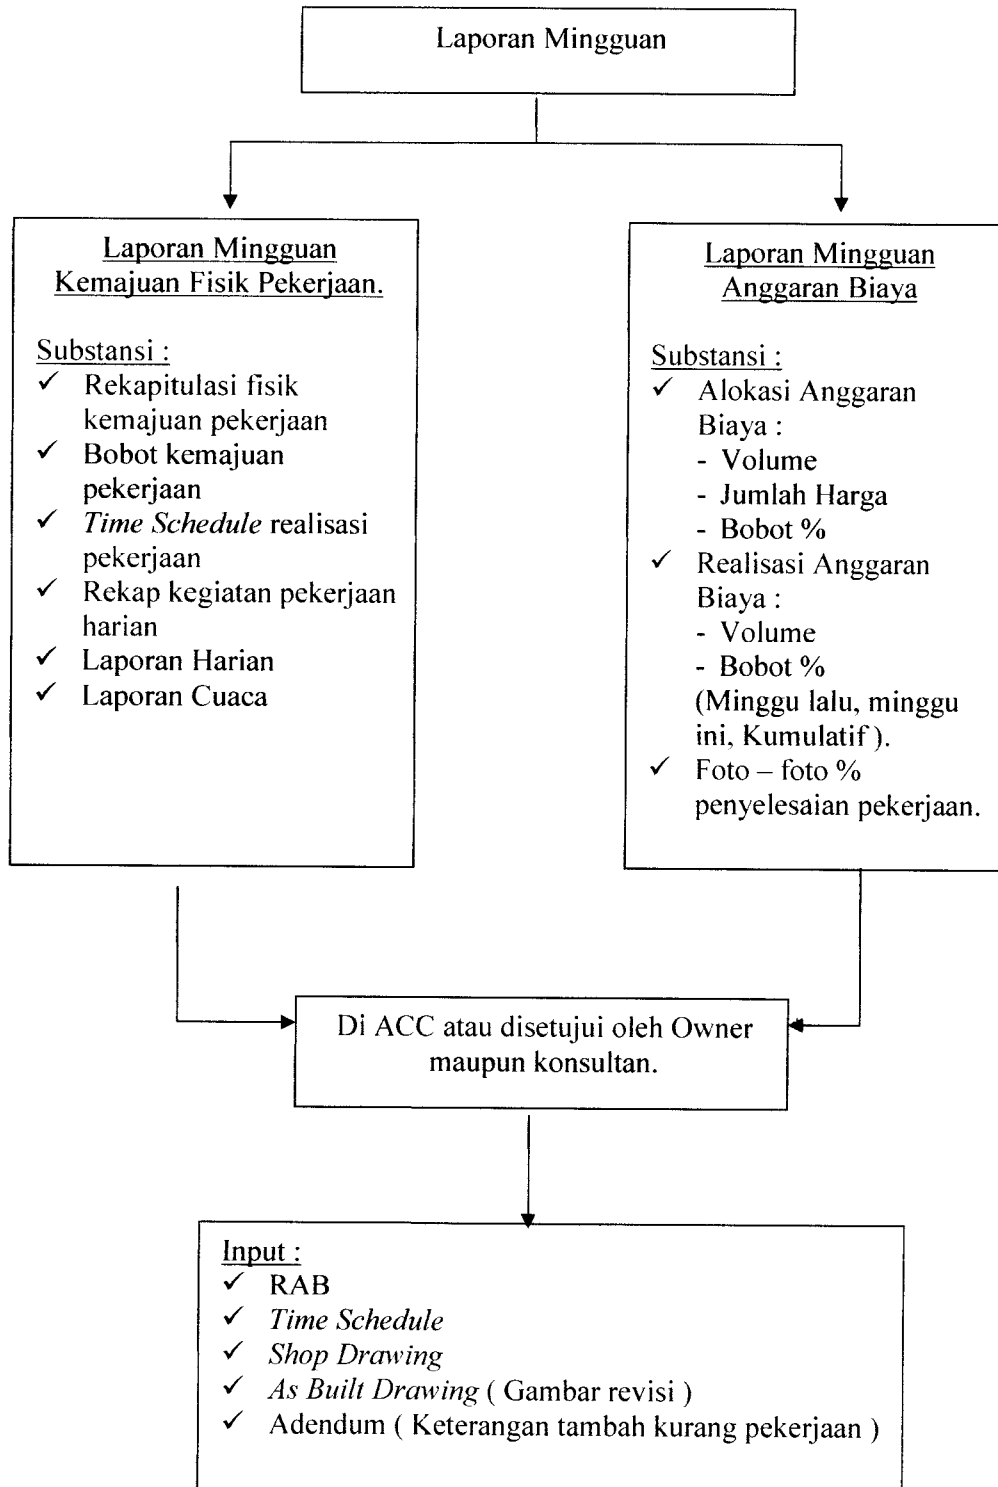 Laporan Mingguan
Laporan Mingguan
Kemajuan Fisik Pekerjaan.
Substansi :
✓ Rekapitulasi fisik
kemajuan pekerjaan
✓ Bobot kemajuan
pekerjaan
✓ Time Schedule realisasi
pekerjaan
✓ Rekap kegiatan pekerjaan
harian
✓ Laporan Harian
✓ Laporan Cuaca
Laporan Mingguan
Anggaran Biaya
Substansi :
✓ Alokasi Anggaran
Biaya :
- Volume
- Jumlah Harga
- Bobot %
✓ Realisasi Anggaran
Biaya :
- Volume
- Bobot %
(Minggu lalu, minggu
ini, Kumulatif ).
✓ Foto – foto %
penyelesaian pekerjaan.
Di ACC atau disetujui oleh Owner
maupun konsultan.
Input :
✓ RAB
✓ Time Schedule
✓ Shop Drawing
✓ As Built Drawing ( Gambar revisi )
✓ Adendum ( Keterangan tambah kurang pekerjaan )